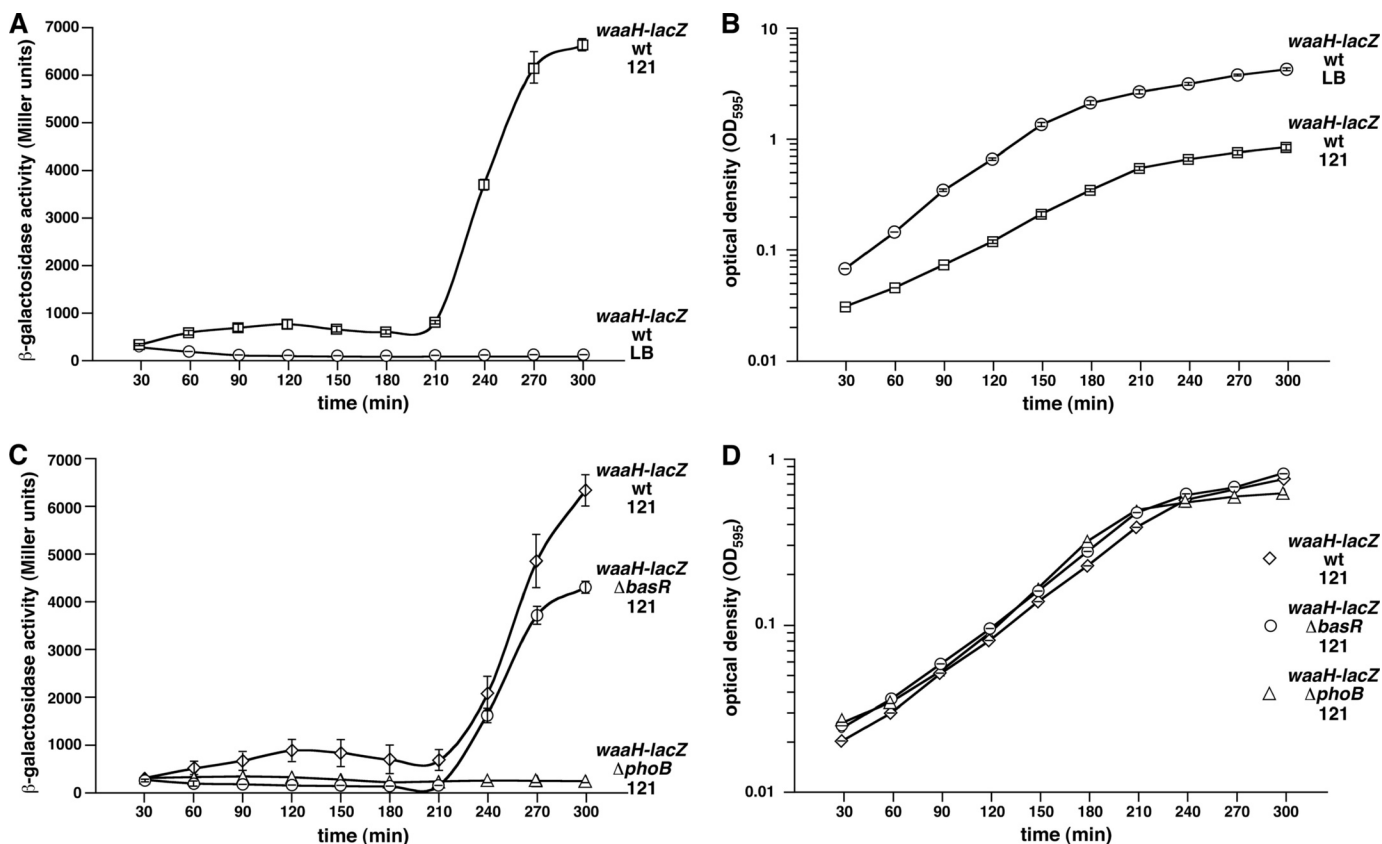 A
β-galactosidase activity (Miller units)
7000
6000
5000
4000
3000
2000
1000
0
30 60 90 120 150 180 210 240 270 300
time (min)
waaH-lacZ
wt
121
waaH-lacZ
wt
LB
B
optical density (OD595)
10
1
0.1
0.01
30 60 90 120 150 180 210 240 270 300
time (min)
waaH-lacZ
wt
LB
waaH-lacZ
wt
121
C
β-galactosidase activity (Miller units)
7000
6000
5000
4000
3000
2000
1000
0
30 60 90 120 150 180 210 240 270 300
time (min)
waaH-lacZ
wt
121
waaH-lacZ
ΔbasR
121
waaH-lacZ
ΔphoB
121
D
optical density (OD595)
1
0.1
0.01
30 60 90 120 150 180 210 240 270 300
time (min)
waaH-lacZ
wt
121
waaH-lacZ
ΔbasR
121
waaH-lacZ
ΔphoB
121